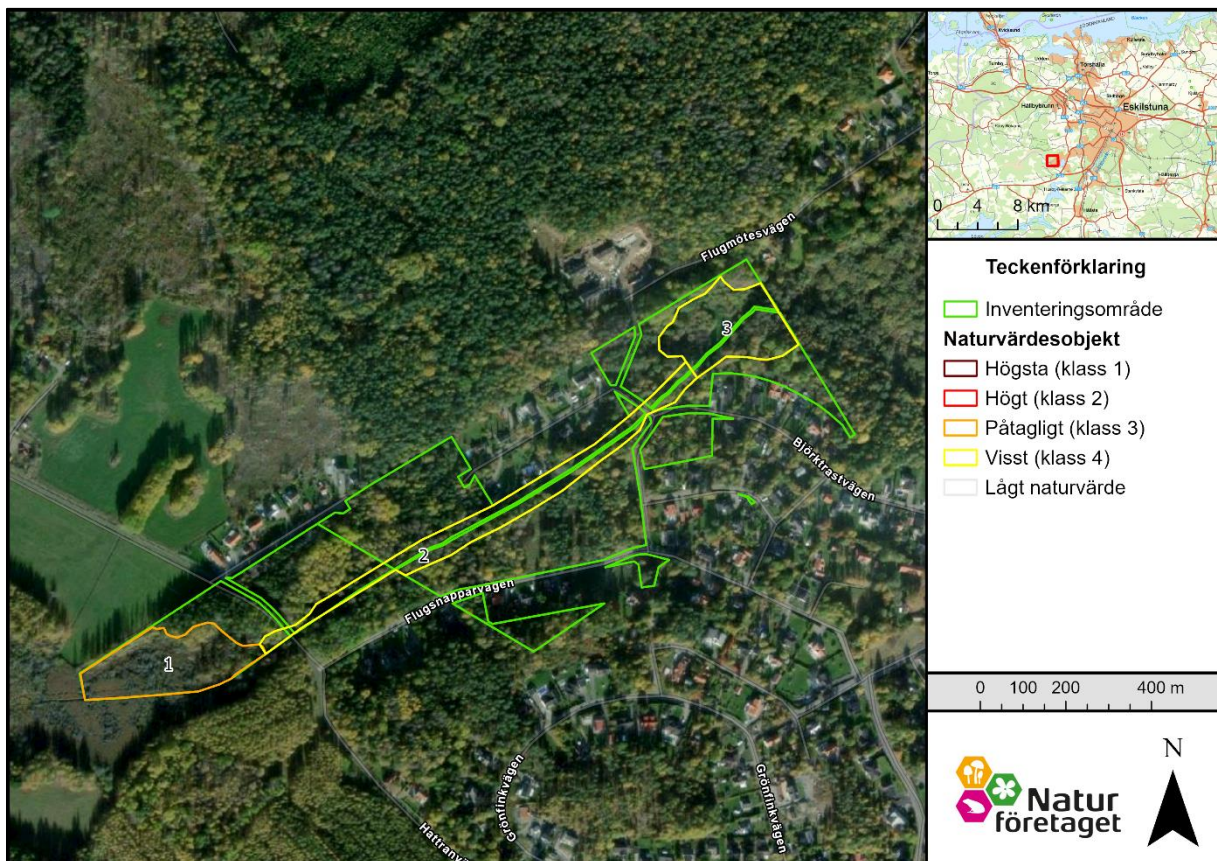 Flugmötesvägen
3
Björktrastvägen
2
Flugsnapparvägen
1
Grönfinkvägen
Grönfinkvägen
Hattranv
Torshälla
Eskilstuna
Hällbybrunn
0 4 8 km
Teckenförklaring
Inventeringsområde
Naturvärdesobjekt
Högsta (klass 1)
Högt (klass 2)
Påtagligt (klass 3)
Visst (klass 4)
Lågt naturvärde
0 100 200 400 m
Natur
företaget
N